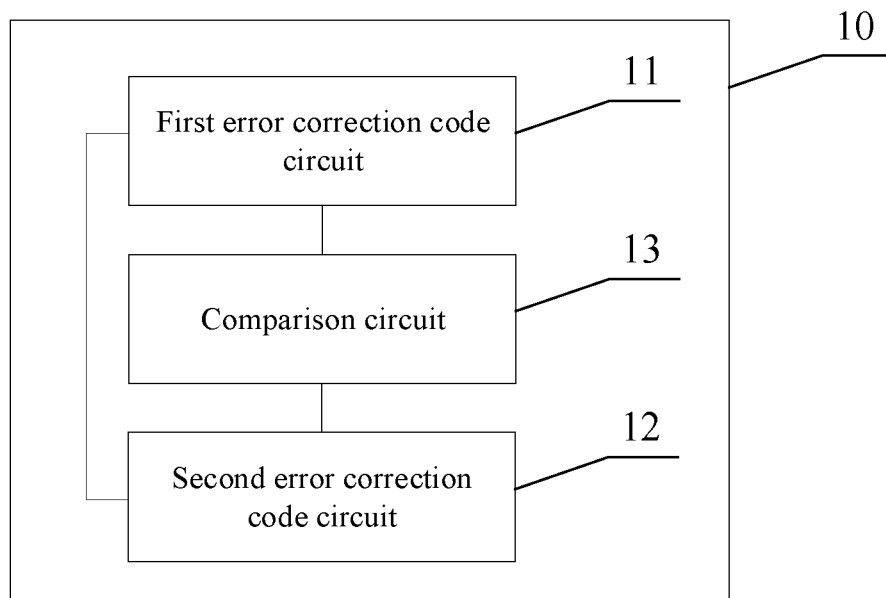 10
11
First error correction code
circuit
13
Comparison circuit
12
Second error correction
code circuit